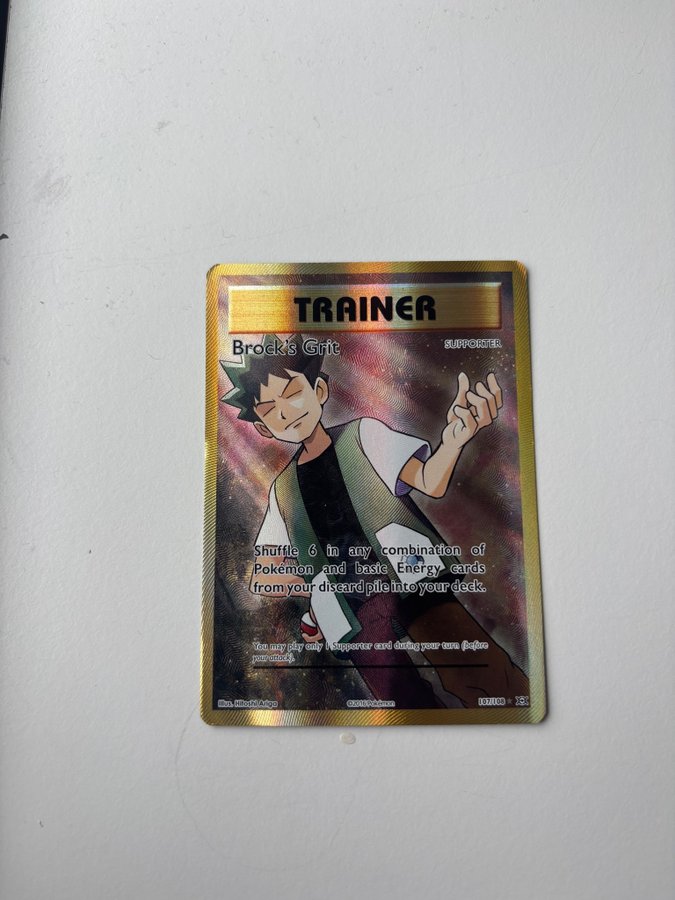 TRAINER
Brock's Grit
SUPPORTER
Shuffle 6 in any combination of
Pokémon and basic Energy cards
from your discard pile into your deck.
You may play only 1 Supporter card during your turn (before
your attack).
Illus. Hitoshi Ariga
©2016 Pokémon
107/108